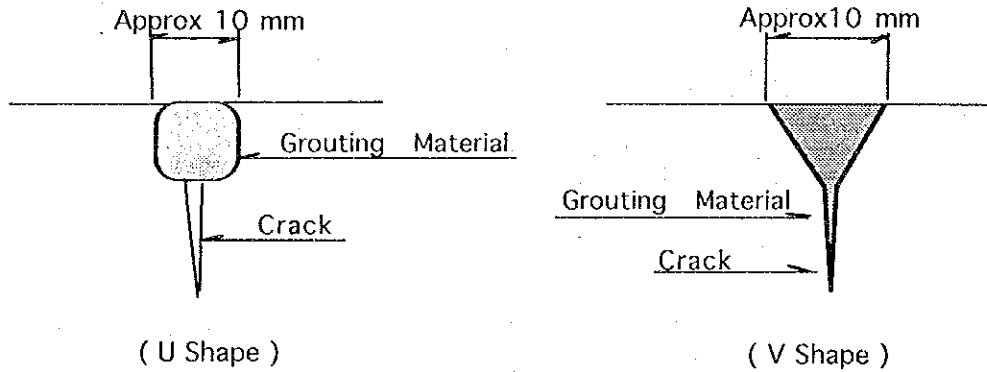 Approx 10 mm
Grouting Material
Crack
( U Shape )
Approx10 mm
Grouting Material
Crack
( V Shape )